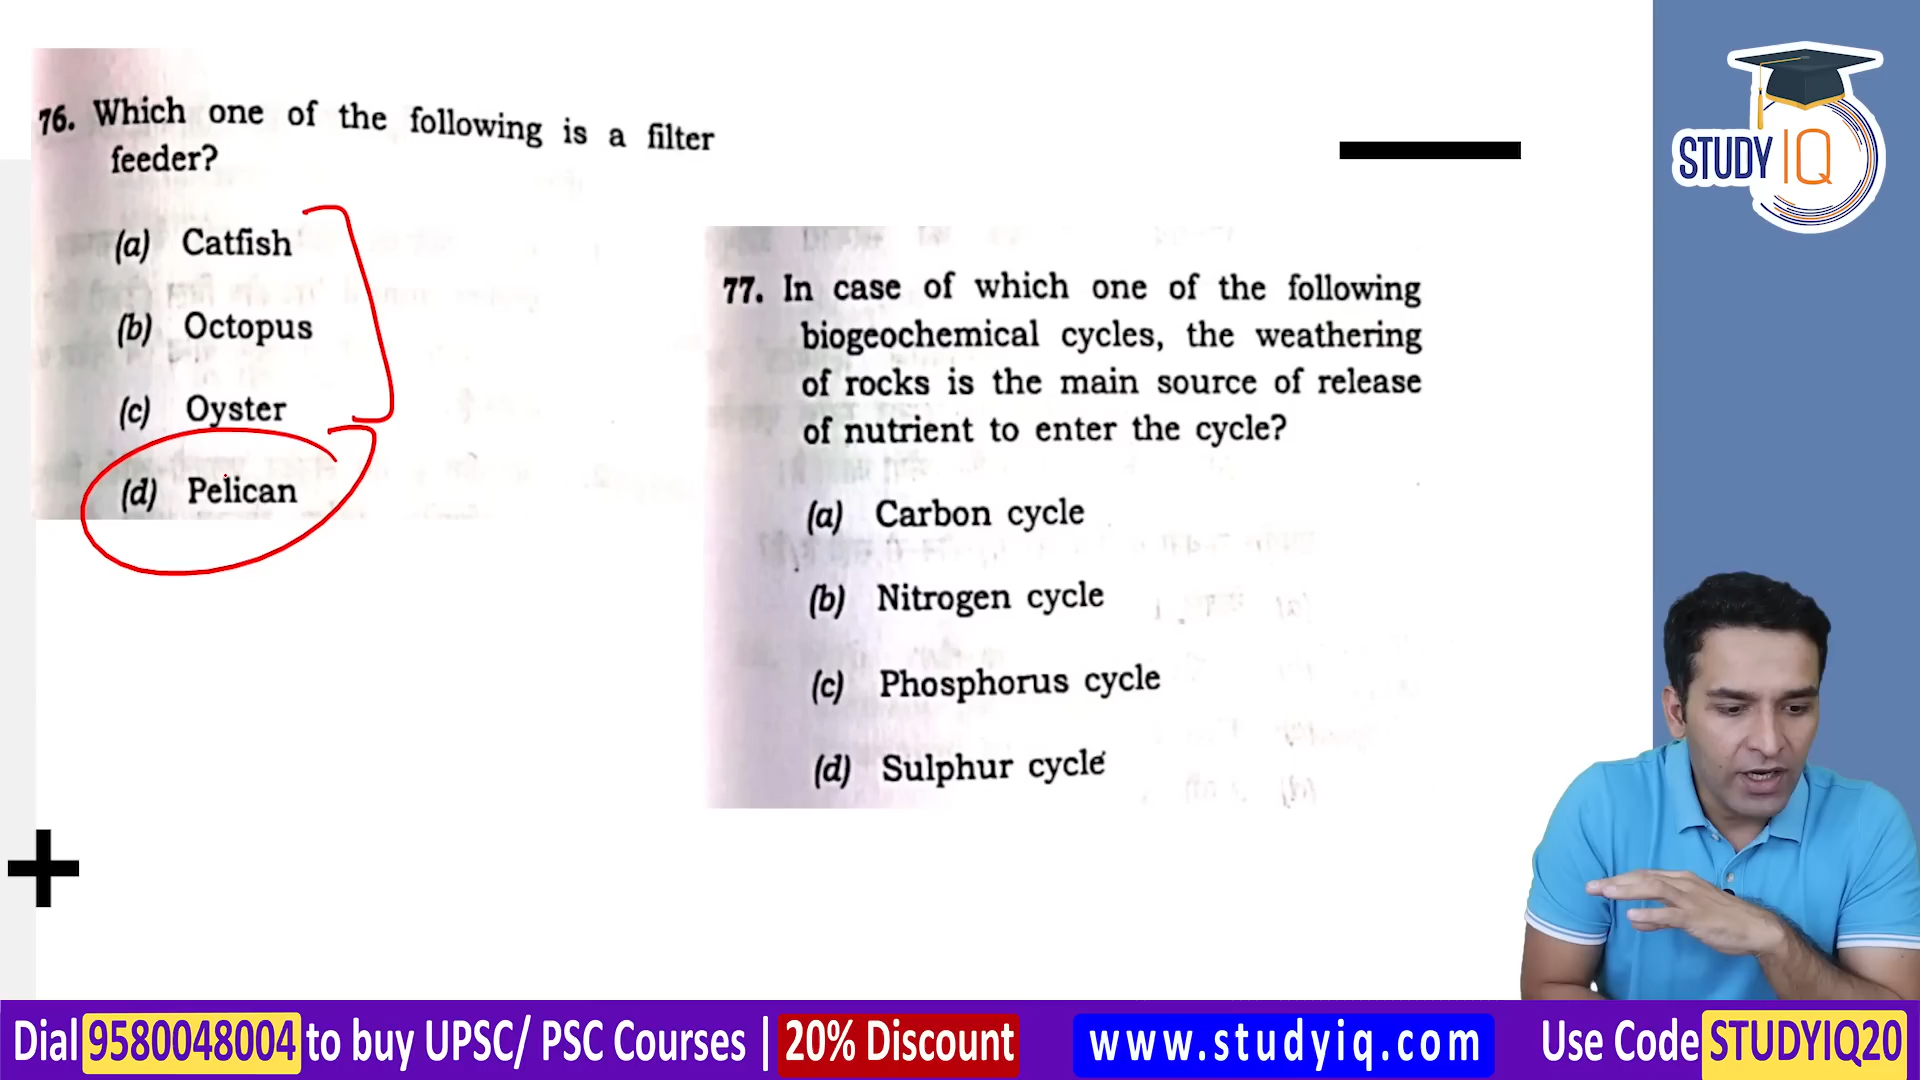 76. Which one of the following is a filter
feeder?
(a) Catfish
(b) Octopus
(c) Oyster
(d) Pelican
77. In case of which one of the following
biogeochemical cycles, the weathering
of rocks is the main source of release
of nutrient to enter the cycle?
(a) Carbon cycle
(b) Nitrogen cycle
(c) Phosphorus cycle
(d) Sulphur cycle
STUDY IQ
Dial 9580048004 to buy UPSC/ PSC Courses | 20% Discount www.studyiq.com Use Code STUDYIQ20